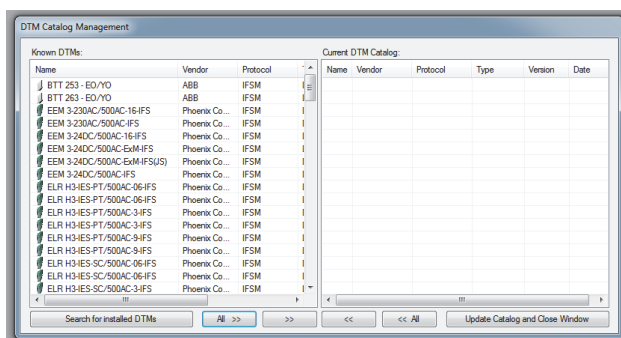 DTM Catalog Management
Known DTMs:
Name Vendor Protocol
BTT 253 - EO/YO ABB IFSM
BTT 263 - EO/YO ABB IFSM
EEM 3-230AC/500AC-16-IFS Phoenix Co... IFSM
EEM 3-230AC/500AC-IFS Phoenix Co... IFSM
EEM 3-24DC/500AC-16-IFS Phoenix Co... IFSM
EEM 3-24DC/500AC-ExM-IFS Phoenix Co... IFSM
EEM 3-24DC/500AC-ExM-IFS(JS) Phoenix Co... IFSM
EEM 3-24DC/500AC-IFS Phoenix Co... IFSM
ELR H3-IES-PT/500AC-06-IFS Phoenix Co... IFSM
ELR H3-IES-PT/500AC-06-IFS Phoenix Co... IFSM
ELR H3-IES-PT/500AC-3-IFS Phoenix Co... IFSM
ELR H3-IES-PT/500AC-3-IFS Phoenix Co... IFSM
ELR H3-IES-PT/500AC-9-IFS Phoenix Co... IFSM
ELR H3-IES-PT/500AC-9-IFS Phoenix Co... IFSM
ELR H3-IES-SC/500AC-06-IFS Phoenix Co... IFSM
ELR H3-IES-SC/500AC-06-IFS Phoenix Co... IFSM
ELR H3-IES-SC/500AC-3-IFS Phoenix Co... IFSM
Current DTM Catalog:
Name Vendor Protocol Type Version Date
Search for installed DTMs All >> >> << << All Update Catalog and Close Window